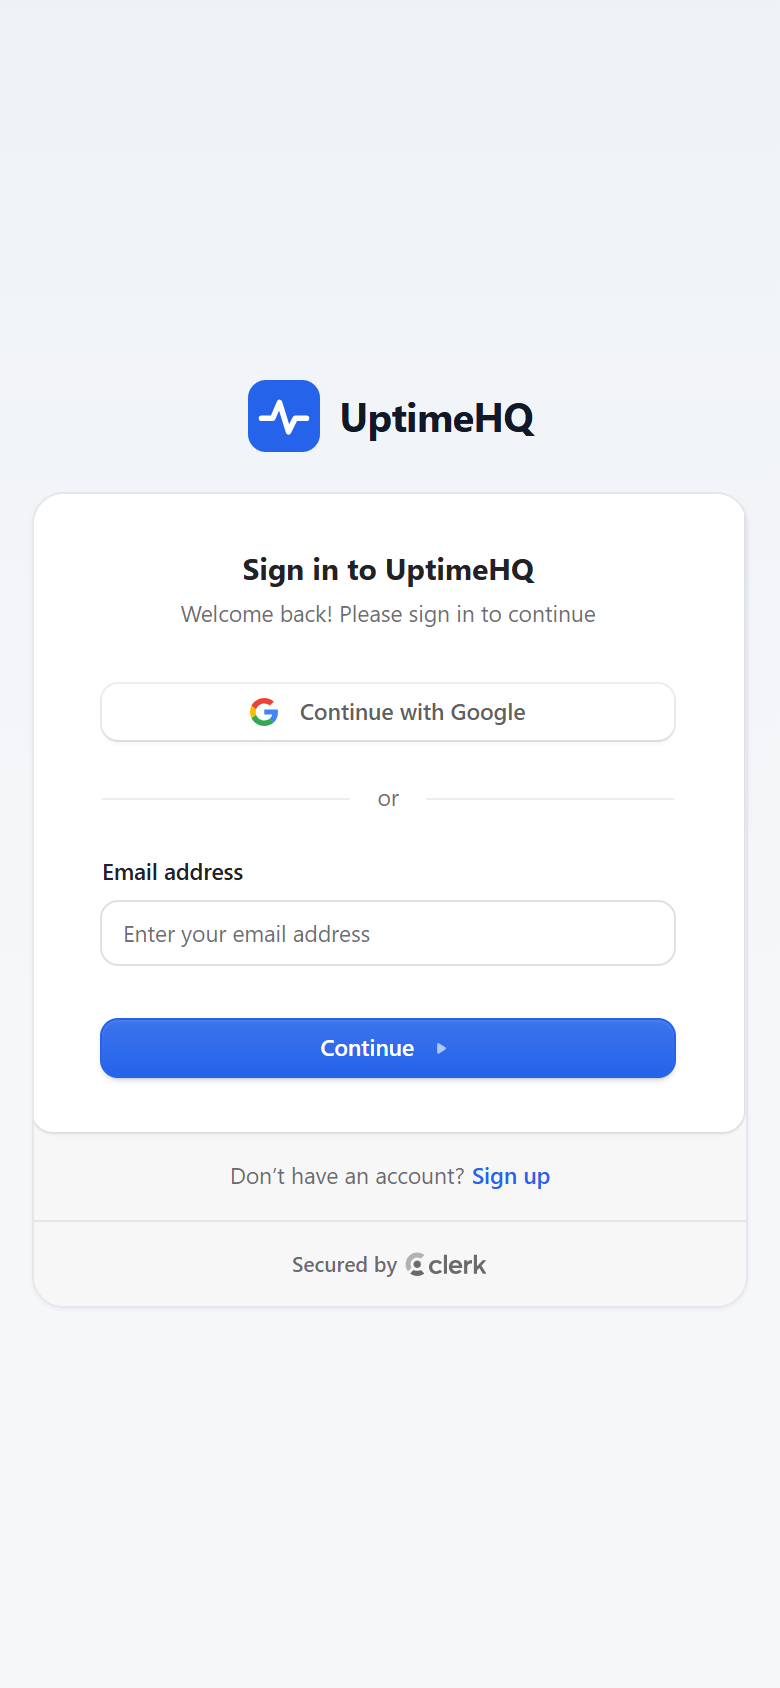 UptimeHQ
Sign in to UptimeHQ
Welcome back! Please sign in to continue
Continue with Google
or
Email address
Enter your email address
Continue
Don’t have an account? Sign up
Secured by clerk